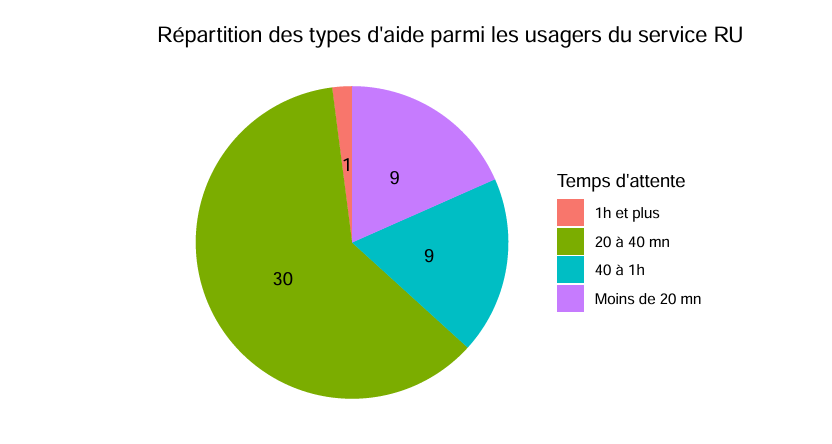 Répartition des types d'aide parmi les usagers du service RU
1
9
9
30
Temps d'attente
1h et plus
20 à 40 mn
40 à 1h
Moins de 20 mn